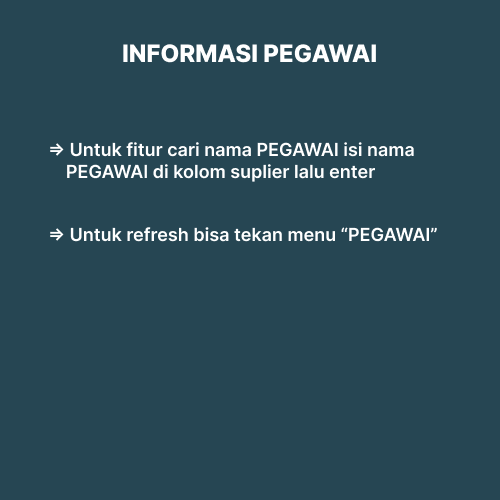 INFORMASI PEGAWAI
⇒ Untuk fitur cari nama PEGAWAI isi nama
PEGAWAI di kolom suplier lalu enter
⇒ Untuk refresh bisa tekan menu “PEGAWAI”